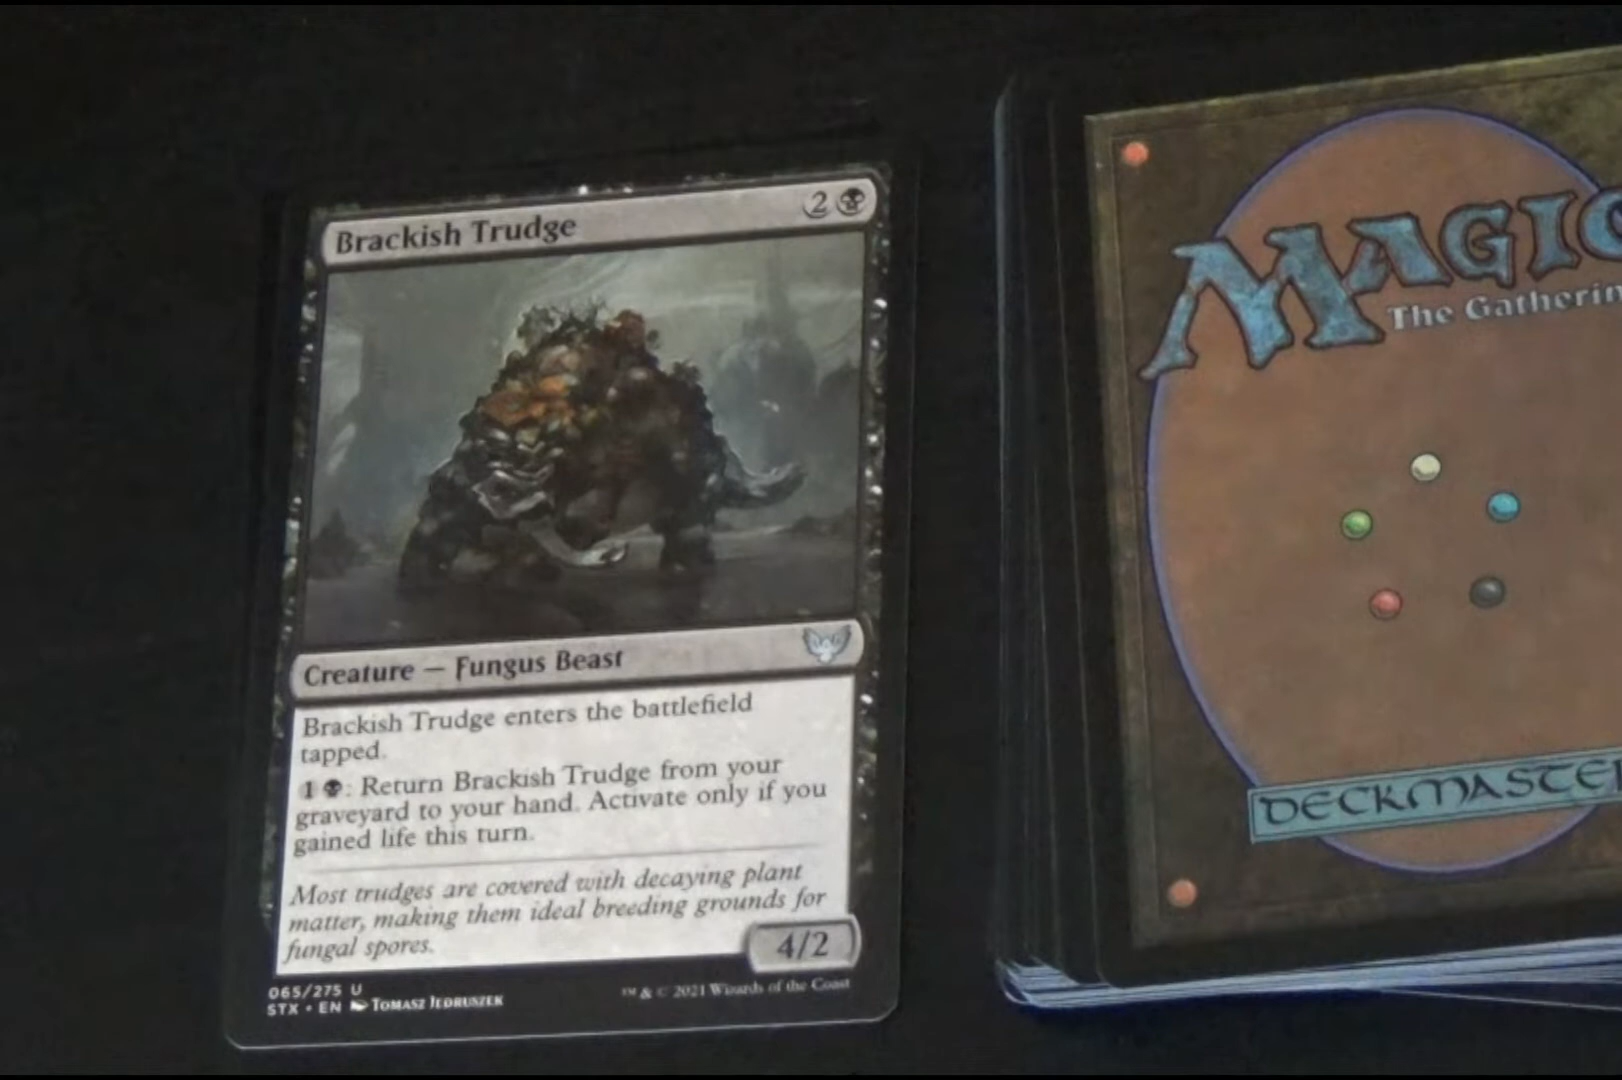 Brackish Trudge 2
Creature — Fungus Beast
Brackish Trudge enters the battlefield
tapped.
1 : Return Brackish Trudge from your
graveyard to your hand. Activate only if you
gained life this turn.
Most trudges are covered with decaying plant
matter, making them ideal breeding grounds for
fungal spores.
4/2
065/275 U
STX • EN TOMASZ JEDRUSZEK
™ & © 2021 Wizards of the Coast
MAGIC
The Gatherin
DECKMASTE